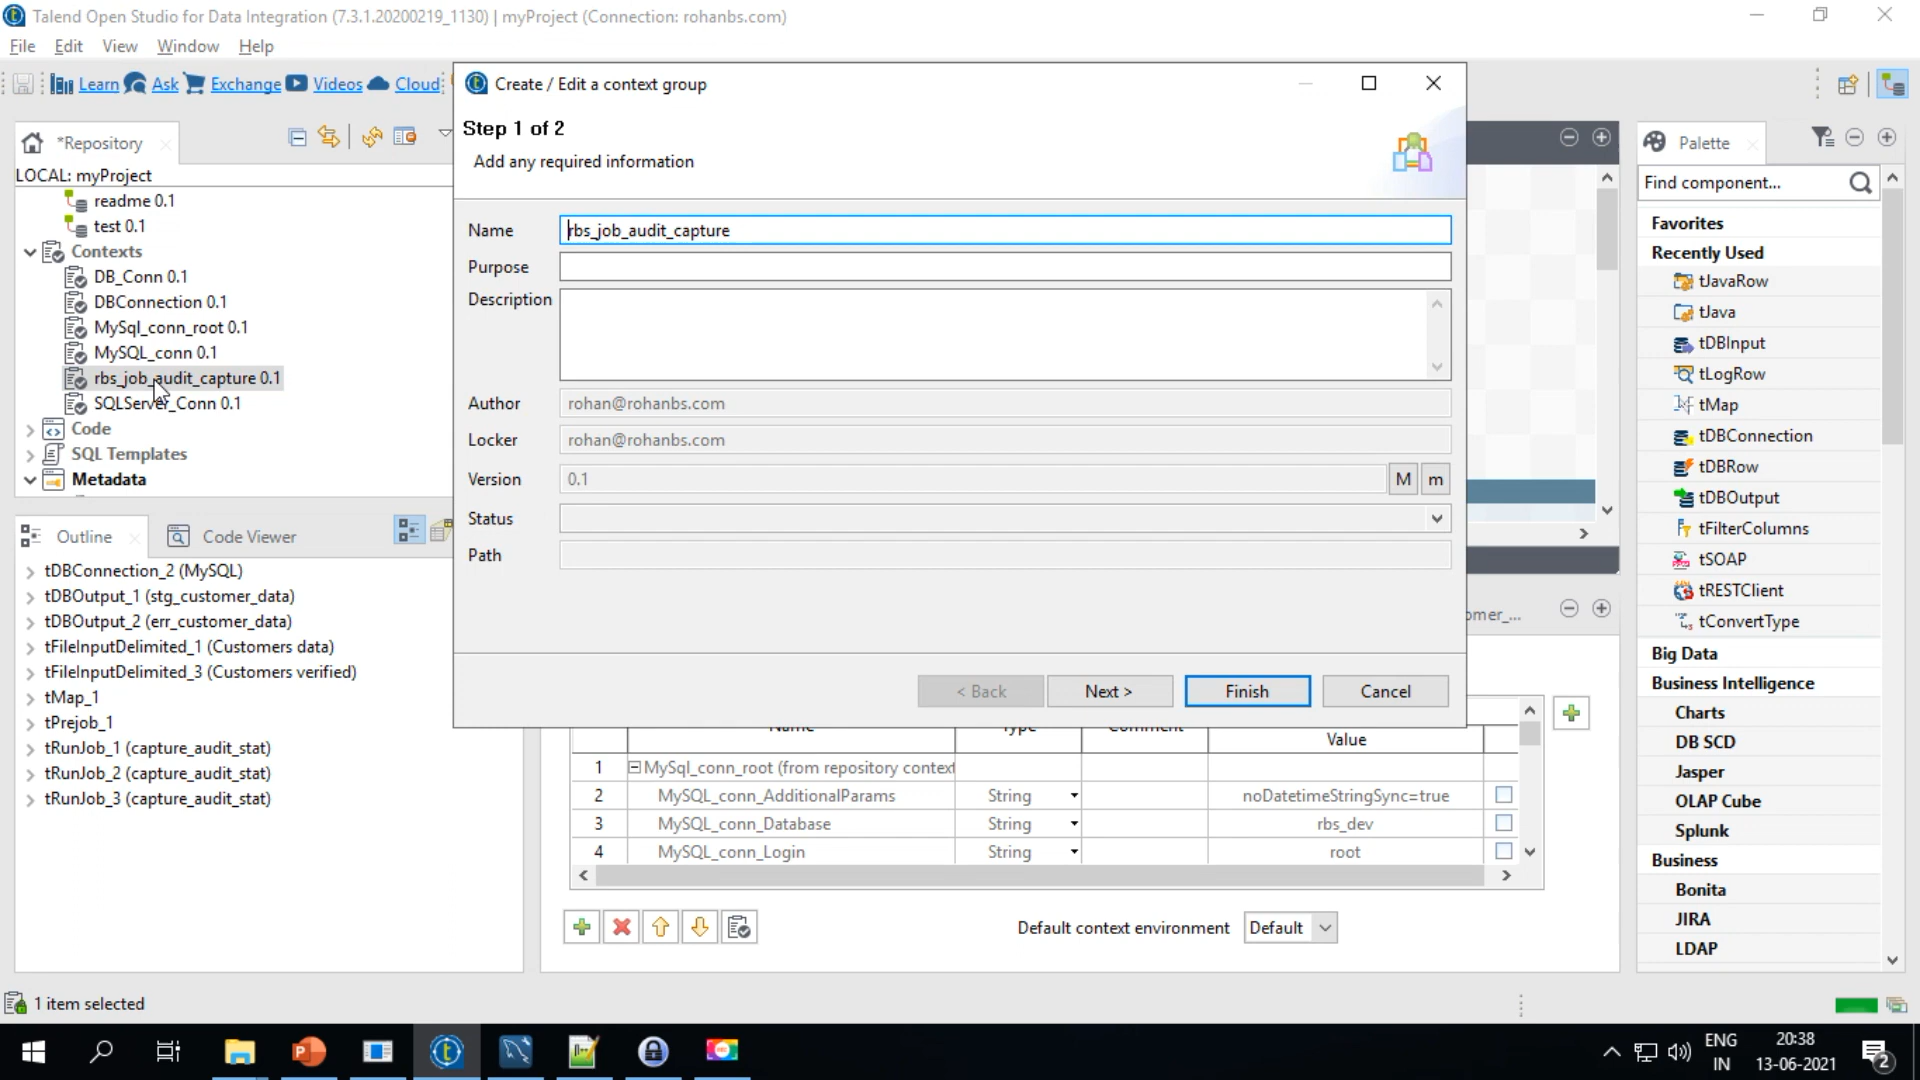 Talend Open Studio for Data Integration (7.3.1.20200219_1130) | myProject (Connection: rohanbs.com)
File Edit View Window Help
Learn Ask Exchange Videos Cloud
*Repository
LOCAL: myProject
readme 0.1
test 0.1
Contexts
DB_Conn 0.1
DBConnection 0.1
MySql_conn_root 0.1
MySQL_conn 0.1
rbs_job_audit_capture 0.1
SQLServer_Conn 0.1
Code
SQL Templates
Metadata
Outline
Code Viewer
tDBConnection_2 (MySQL)
tDBOutput_1 (stg_customer_data)
tDBOutput_2 (err_customer_data)
tFileInputDelimited_1 (Customers data)
tFileInputDelimited_3 (Customers verified)
tMap_1
tPrejob_1
tRunJob_1 (capture_audit_stat)
tRunJob_2 (capture_audit_stat)
tRunJob_3 (capture_audit_stat)
Create / Edit a context group
Step 1 of 2
Add any required information
Name rbs_job_audit_capture
Purpose
Description
Author rohan@rohanbs.com
Locker rohan@rohanbs.com
Version 0.1 M m
Status
Path
< Back Next > Finish Cancel
omer_...
Name Type Comment
Value
1 MySql_conn_root (from repository context
2 MySQL_conn_AdditionalParams String noDatetimeStringSync=true
3 MySQL_conn_Database String rbs_dev
4 MySQL_conn_Login String root
Default context environment Default
Palette
Find component...
Favorites
Recently Used
tJavaRow
tJava
tDBInput
tLogRow
tMap
tDBConnection
tDBRow
tDBOutput
tFilterColumns
tSOAP
tRESTClient
tConvertType
Big Data
Business Intelligence
Charts
DB SCD
Jasper
OLAP Cube
Splunk
Business
Bonita
JIRA
LDAP
1 item selected
ENG
IN
20:38
13-06-2021
2